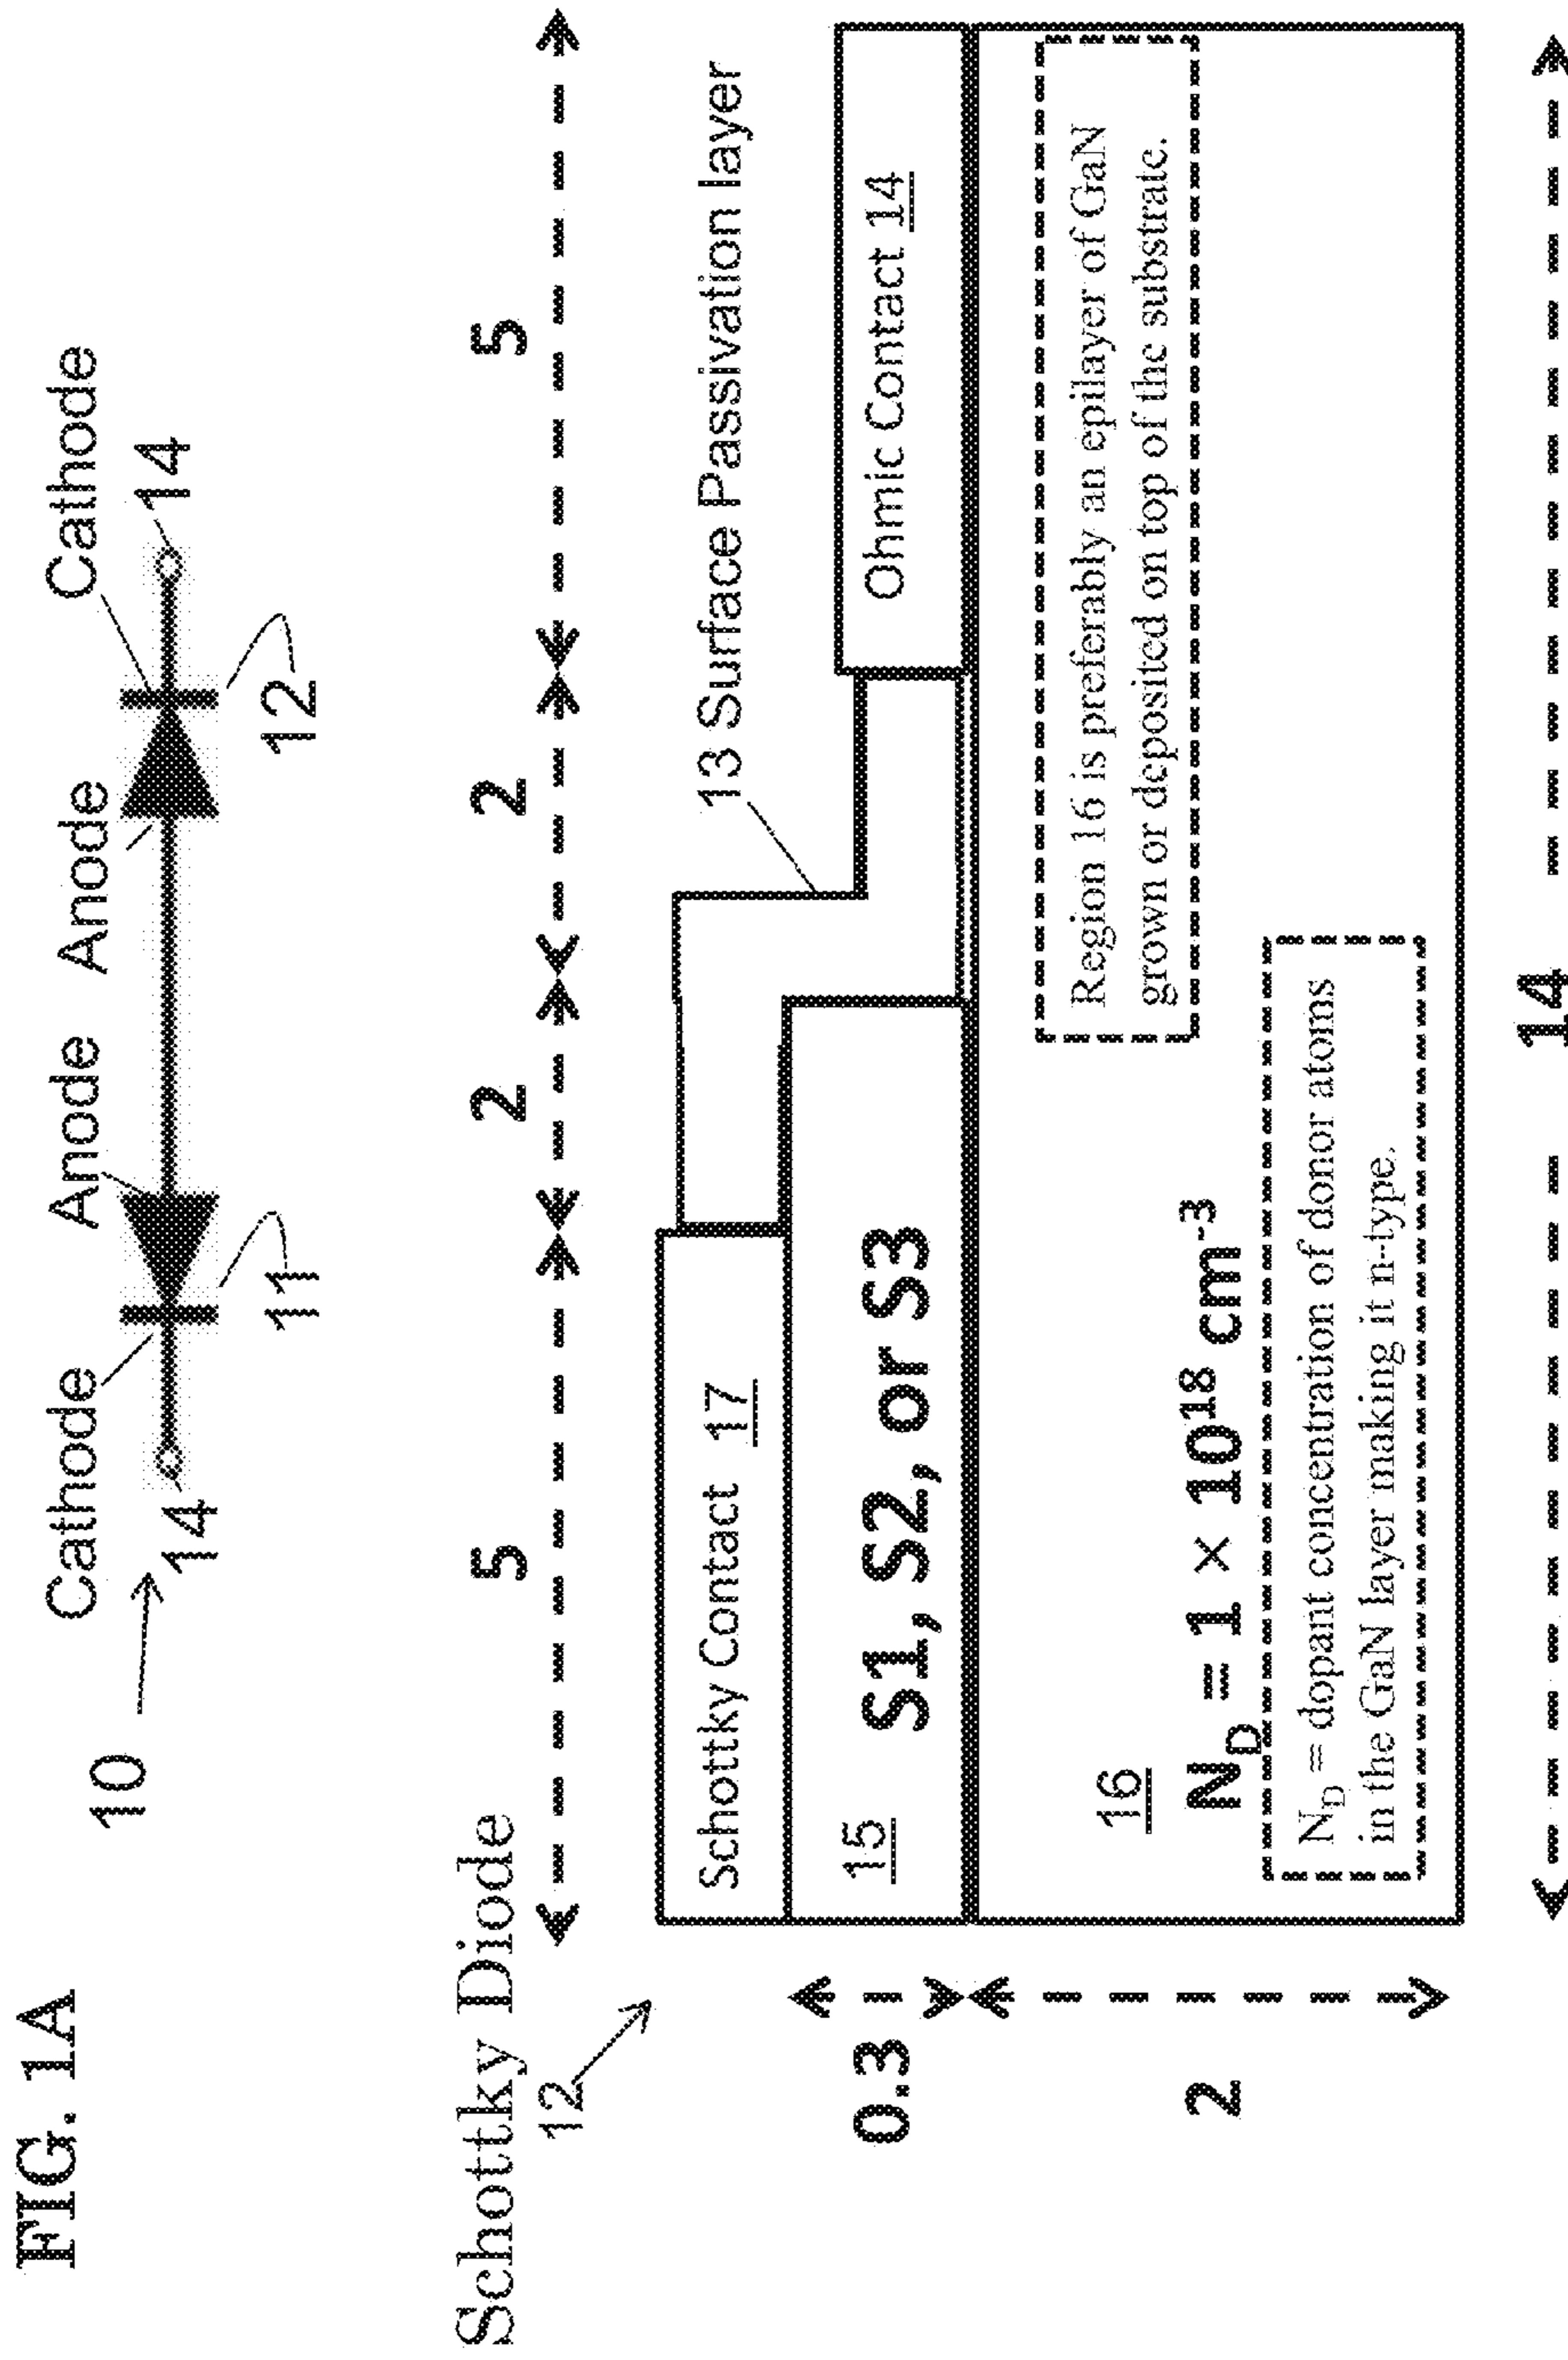 FIG. 1A
Cathode Anode Anode Cathode
10
14
14
11
12
Schottky Diode
5 2 2 5
12
13 Surface Passivation layer
Schottky Contact 17
Ohmic Contact 14
0.3
15 S1, S2, or S3
Region 16 is preferably an epilayer of GaN
grown or deposited on top of the substrate.
16
2
N_D = 1 × 10¹⁸ cm⁻³
N_D = dopant concentration of donor atoms
in the GaN layer making it n-type.
14